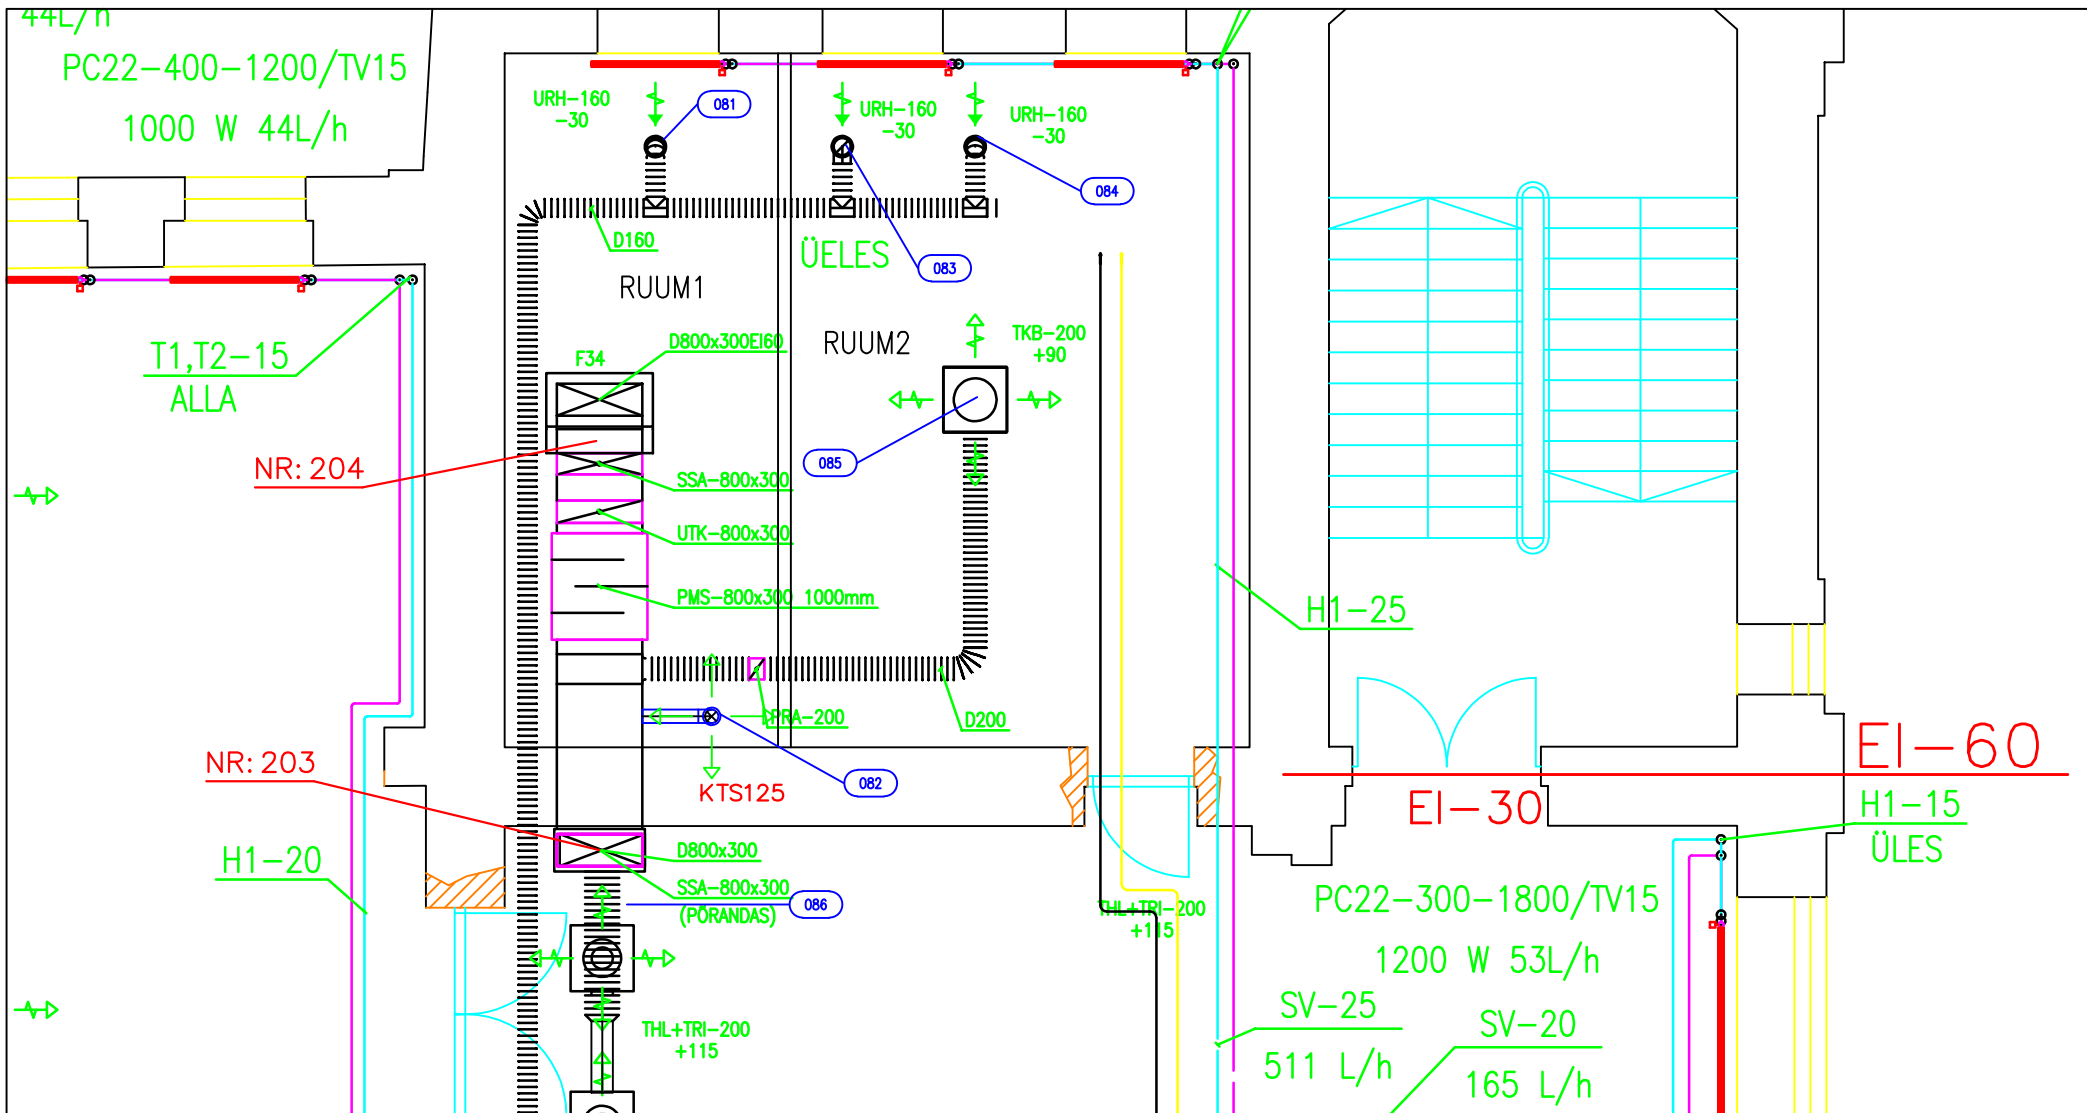 44L/h
PC22-400-1200/TV15
1000 W 44L/h
URH-160
-30
081
URH-160
-30
URH-160
-30
084
D160
ÜELES
083
RUUM1
RUUM2
TKB-200
+90
D800x300EI60
F34
T1,T2-15
ALLA
NR: 204
085
SSA-800x300
UTK-800x300
PMS-800x300 1000mm
H1-25
PRA-200
D200
NR: 203
KTS125
082
EI-60
EI-30
H1-15
ÜLES
H1-20
D800x300
SSA-800x300
(PÕRANDAS)
086
THL+TRI-200
+115
PC22-300-1800/TV15
1200 W 53L/h
THL+TRI-200
+115
SV-25
511 L/h
SV-20
165 L/h